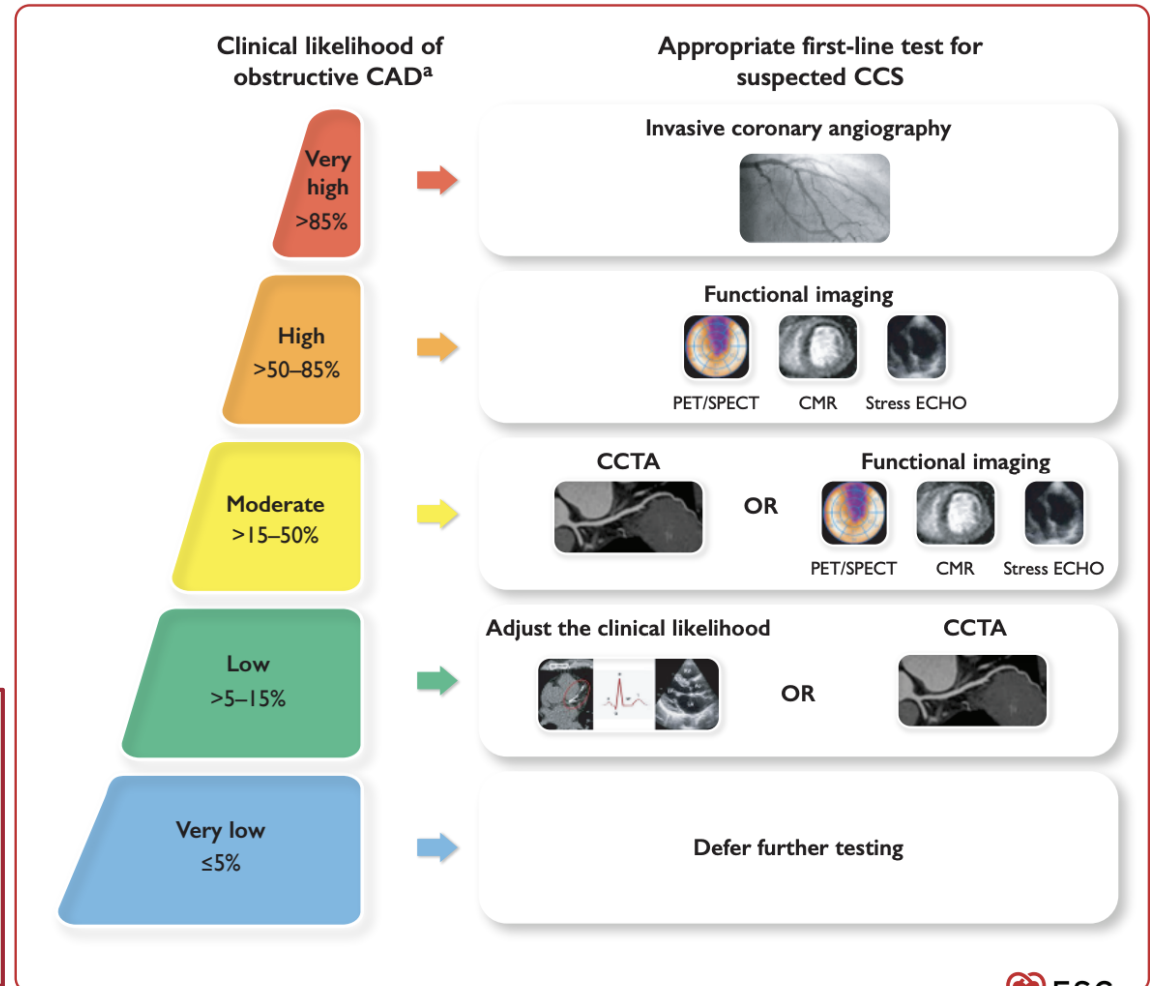 Clinical likelihood of
obstructive CADᵃ
Appropriate first-line test for
suspected CCS
Very
high
>85%
Invasive coronary angiography
High
>50–85%
Functional imaging
PET/SPECT
CMR
Stress ECHO
Moderate
>15–50%
CCTA
OR
Functional imaging
PET/SPECT
CMR
Stress ECHO
Low
>5–15%
Adjust the clinical likelihood
OR
CCTA
Very low
≤5%
Defer further testing
ESC